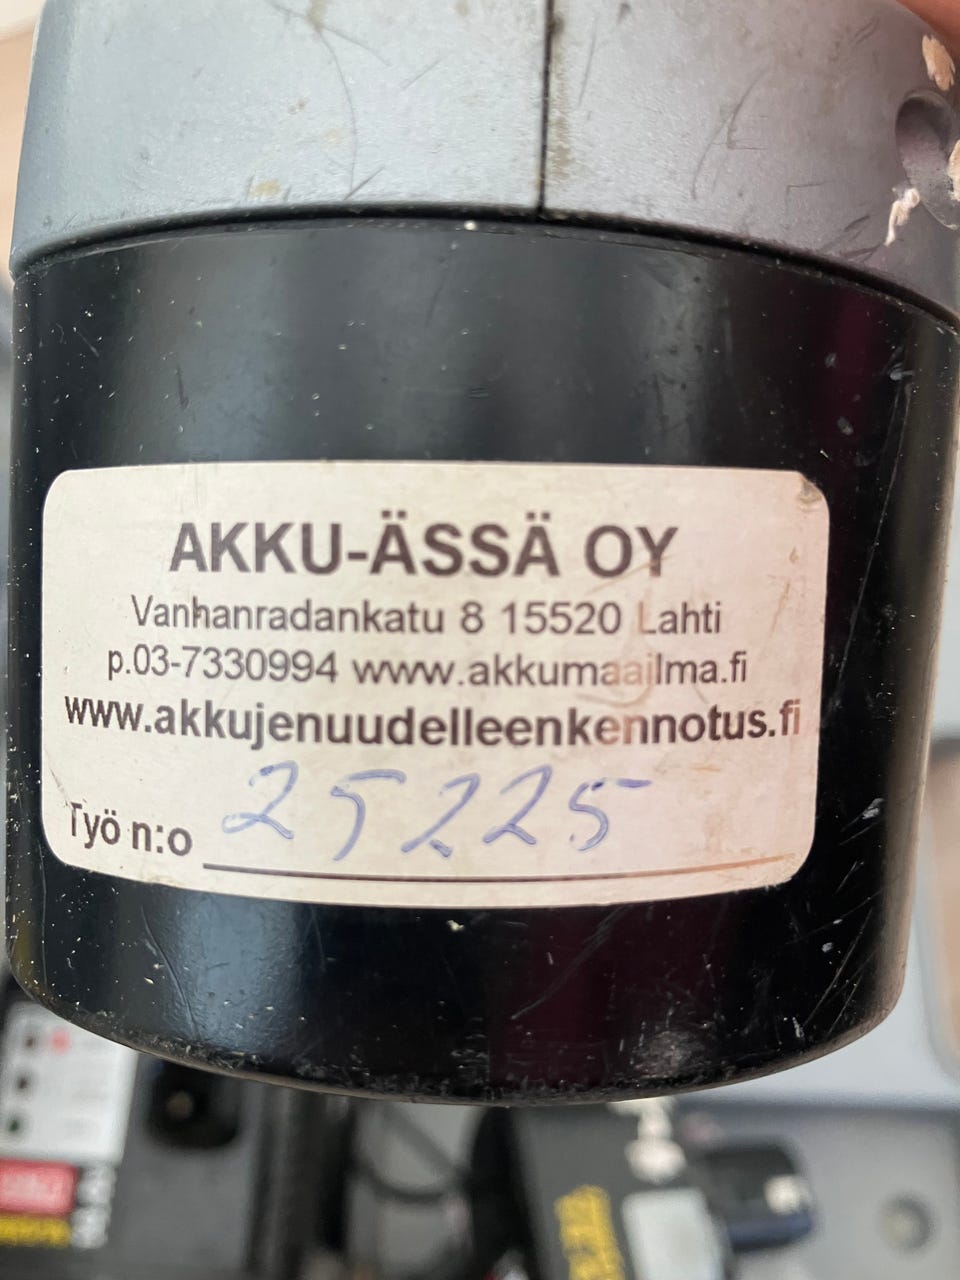 AKKU-ÄSSÄ OY
Vanhanradankatu 8 15520 Lahti
p.03-7330994 www.akkumaailma.fi
www.akkujenuudelleenkennotus.fi
Työ n:o 25225